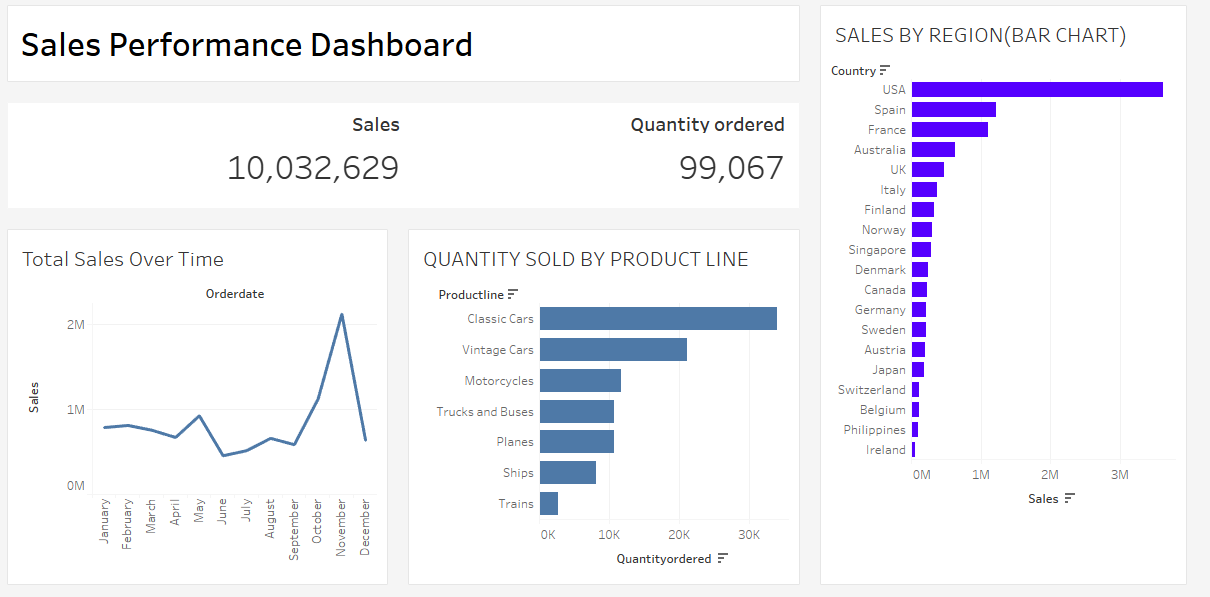 Sales Performance Dashboard
Sales
Quantity ordered
10,032,629
99,067
Total Sales Over Time
Orderdate
2M
1M
0M
Sales
January
February
March
April
May
June
July
August
September
October
November
December
QUANTITY SOLD BY PRODUCT LINE
Productline
Classic Cars
Vintage Cars
Motorcycles
Trucks and Buses
Planes
Ships
Trains
0K 10K 20K 30K
Quantityordered
SALES BY REGION(BAR CHART)
Country
USA
Spain
France
Australia
UK
Italy
Finland
Norway
Singapore
Denmark
Canada
Germany
Sweden
Austria
Japan
Switzerland
Belgium
Philippines
Ireland
0M 1M 2M 3M
Sales